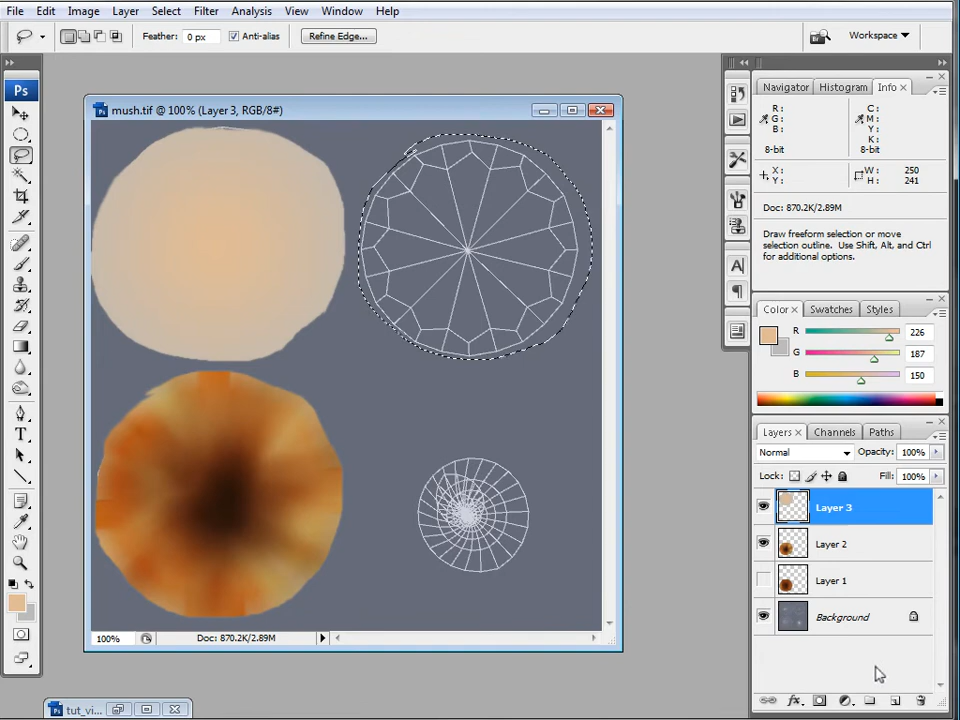 File Edit Image Layer Select Filter Analysis View Window Help
Feather: 0 px Anti-alias Refine Edge... Br Workspace
Ps
mush.tif @ 100% (Layer 3, RGB/8#)
Navigator Histogram Info x
R: C:
G: M:
B: Y:
K:
8-bit 8-bit
X: W: 250
Y: H: 241
Doc: 870.2K/2.89M
Draw freeform selection or move
selection outline. Use Shift, Alt, and Ctrl
for additional options.
Color x Swatches Styles
R 226
G 187
B 150
Layers x Channels Paths
Normal Opacity: 100%
Lock: Fill: 100%
Layer 3
Layer 2
Layer 1
Background
100% Doc: 870.2K/2.89M
Ps tut_vi...
fx.